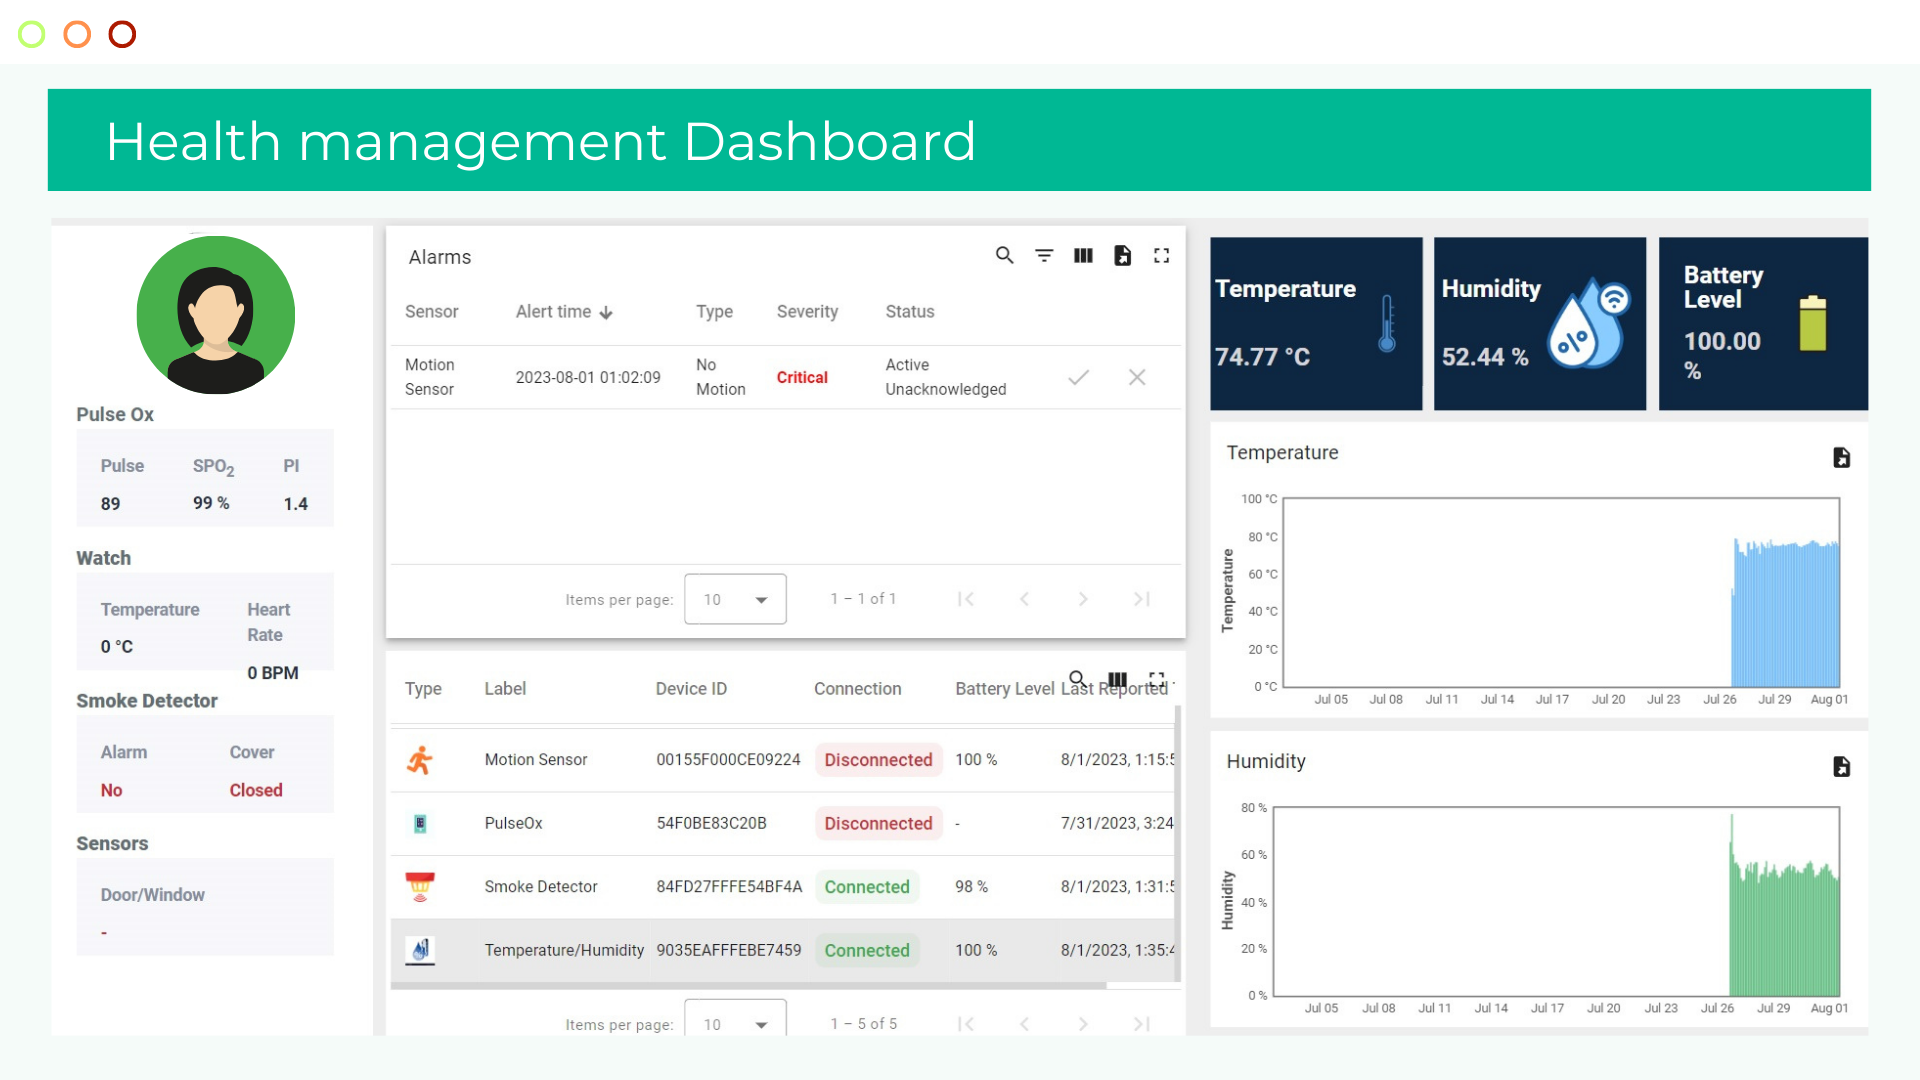 Health management Dashboard
Pulse Ox
Pulse SPO2 PI
89 99 % 1.4
Watch
Temperature Heart
Rate
0 °C
0 BPM
Smoke Detector
Alarm Cover
No Closed
Sensors
Door/Window
-
Alarms
Sensor Alert time Type Severity Status
Motion
Sensor
2023-08-01 01:02:09
No
Motion
Critical
Active
Unacknowledged
Items per page: 10 1 – 1 of 1
Type Label Device ID Connection Battery Level Last Reported
Motion Sensor 00155F000CE09224 Disconnected 100 % 8/1/2023, 1:15:5
PulseOx 54F0BE83C20B Disconnected - 7/31/2023, 3:24
Smoke Detector 84FD27FFFE54BF4A Connected 98 % 8/1/2023, 1:31:5
Temperature/Humidity 9035EAFFFEBE7459 Connected 100 % 8/1/2023, 1:35:4
Items per page: 10 1 – 5 of 5
Temperature
74.77 °C
Humidity
52.44 %
%
Battery
Level
100.00
%
Temperature
Temperature
100 °C
80 °C
60 °C
40 °C
20 °C
0 °C
Jul 05 Jul 08 Jul 11 Jul 14 Jul 17 Jul 20 Jul 23 Jul 26 Jul 29 Aug 01
Humidity
Humidity
80 %
60 %
40 %
20 %
0 %
Jul 05 Jul 08 Jul 11 Jul 14 Jul 17 Jul 20 Jul 23 Jul 26 Jul 29 Aug 01